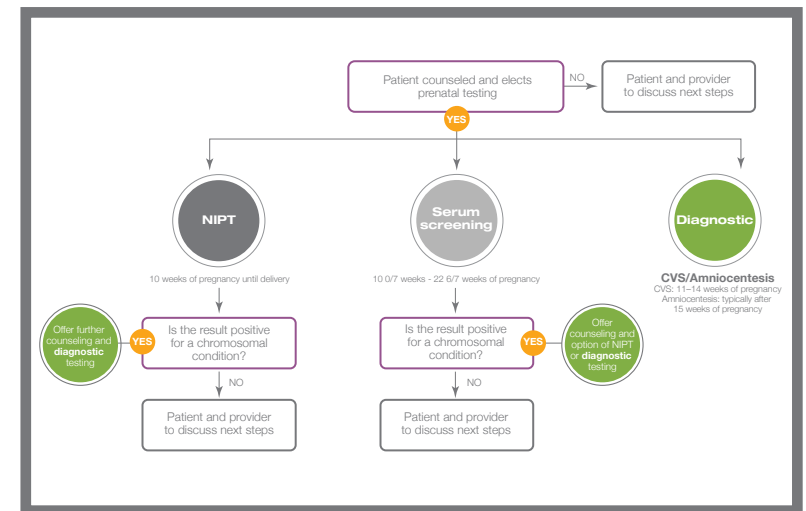 Patient counseled and elects
prenatal testing
NO
Patient and provider
to discuss next steps
YES
NIPT
Serum
screening
Diagnostic
10 weeks of pregnancy until delivery
10 0/7 weeks - 22 6/7 weeks of pregnancy
CVS/Amniocentesis
CVS: 11–14 weeks of pregnancy
Amniocentesis: typically after
15 weeks of pregnancy
Offer further
counseling and
diagnostic
testing
YES
Is the result positive
for a chromosomal
condition?
Is the result positive
for a chromosomal
condition?
YES
Offer
counseling and
option of NIPT
or diagnostic
testing
NO
NO
Patient and provider
to discuss next steps
Patient and provider
to discuss next steps